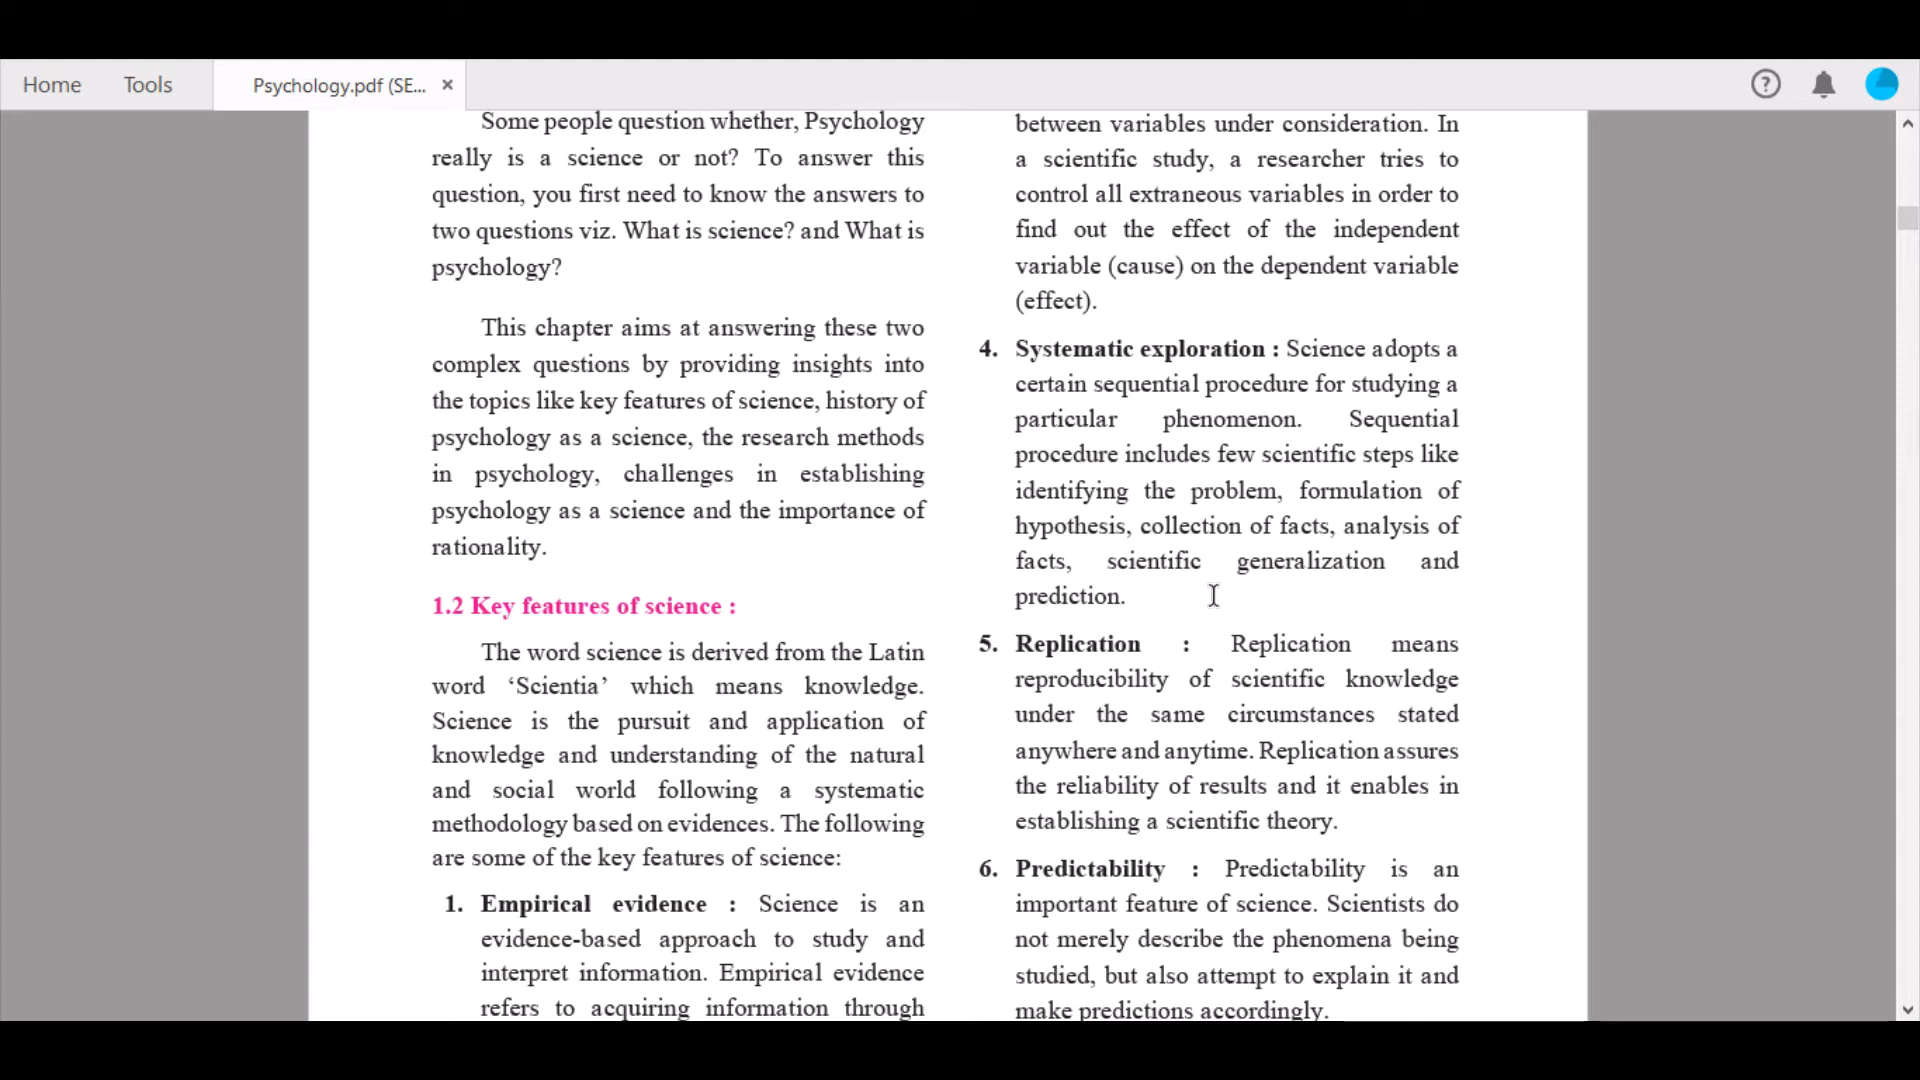 Home
Tools
Psychology.pdf (SE...
Some people question whether, Psychology
really is a science or not? To answer this
question, you first need to know the answers to
two questions viz. What is science? and What is
psychology?
This chapter aims at answering these two
complex questions by providing insights into
the topics like key features of science, history of
psychology as a science, the research methods
in psychology, challenges in establishing
psychology as a science and the importance of
rationality.
1.2 Key features of science :
The word science is derived from the Latin
word ‘Scientia’ which means knowledge.
Science is the pursuit and application of
knowledge and understanding of the natural
and social world following a systematic
methodology based on evidences. The following
are some of the key features of science:
1. Empirical evidence : Science is an
evidence-based approach to study and
interpret information. Empirical evidence
refers to acquiring information through
between variables under consideration. In
a scientific study, a researcher tries to
control all extraneous variables in order to
find out the effect of the independent
variable (cause) on the dependent variable
(effect).
4. Systematic exploration : Science adopts a
certain sequential procedure for studying a
particular phenomenon. Sequential
procedure includes few scientific steps like
identifying the problem, formulation of
hypothesis, collection of facts, analysis of
facts, scientific generalization and
prediction.
5. Replication : Replication means
reproducibility of scientific knowledge
under the same circumstances stated
anywhere and anytime. Replication assures
the reliability of results and it enables in
establishing a scientific theory.
6. Predictability : Predictability is an
important feature of science. Scientists do
not merely describe the phenomena being
studied, but also attempt to explain it and
make predictions accordingly.